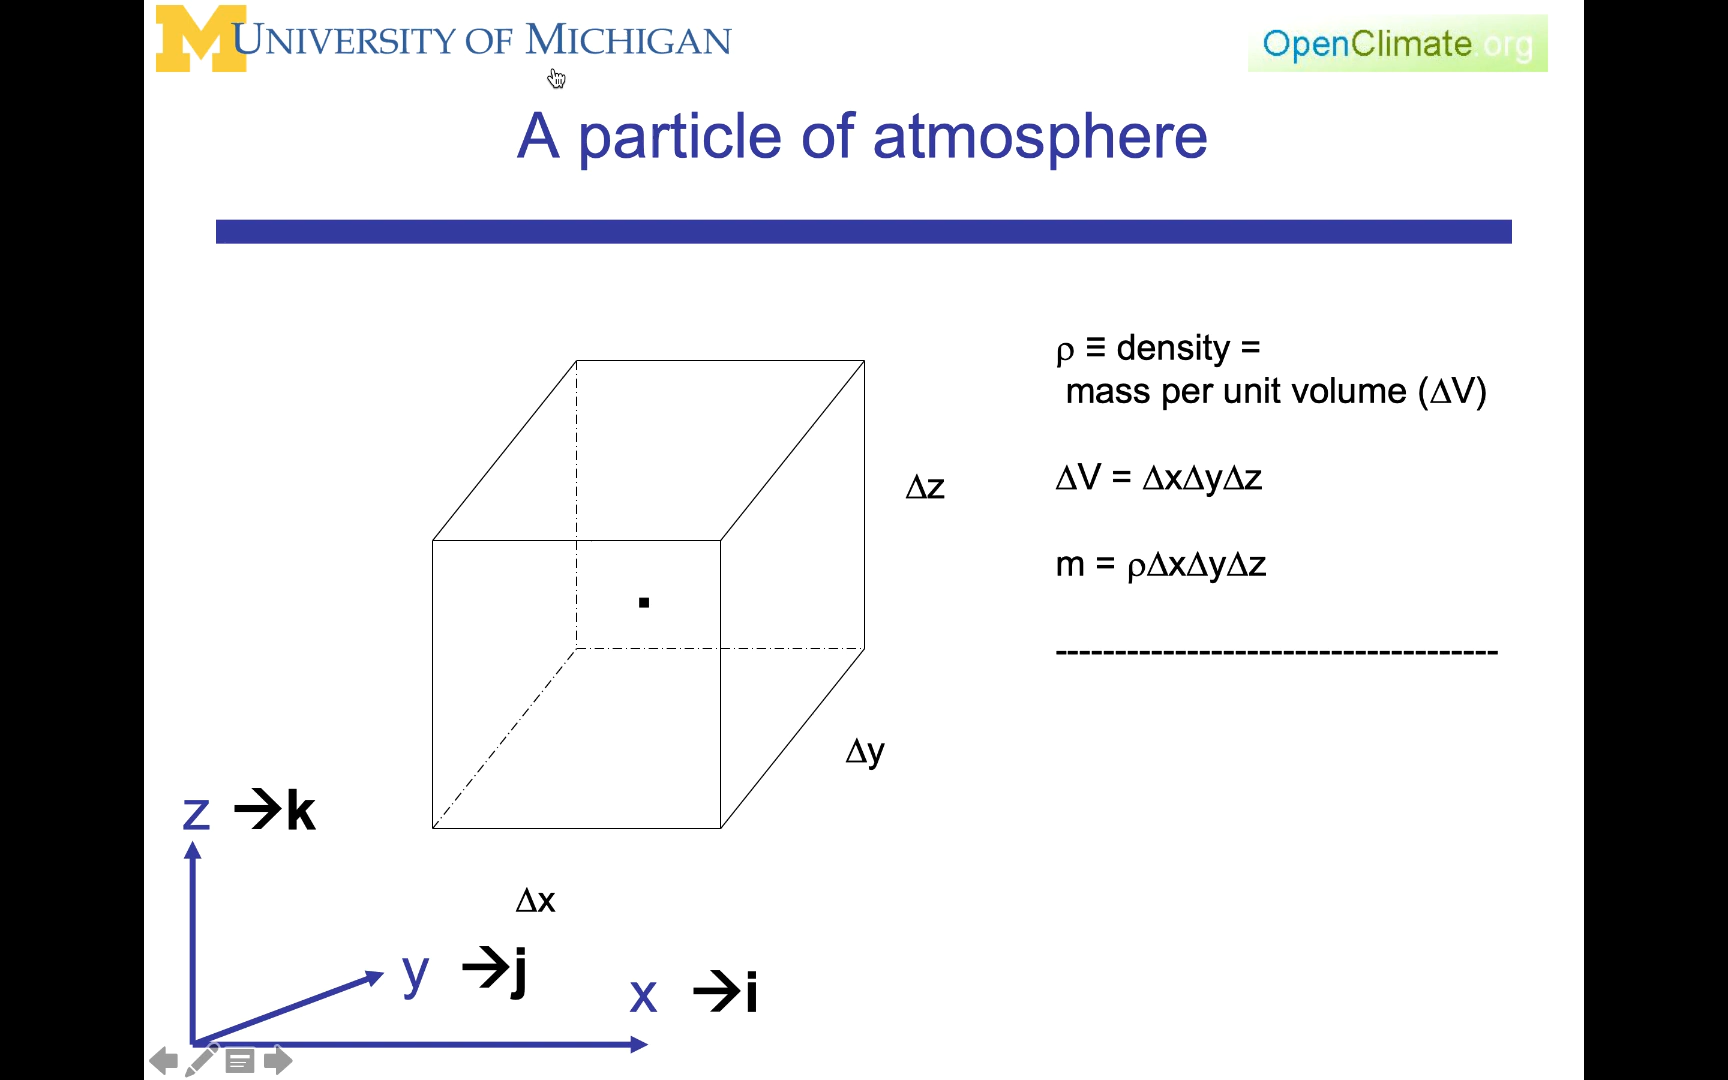 UNIVERSITY OF MICHIGAN
OpenClimate.org
A particle of atmosphere
ρ ≡ density =
mass per unit volume (ΔV)
ΔV = ΔxΔyΔz
m = ρΔxΔyΔz
-------------------------------------
Δz
Δy
Δx
z →k
y →j
x →i